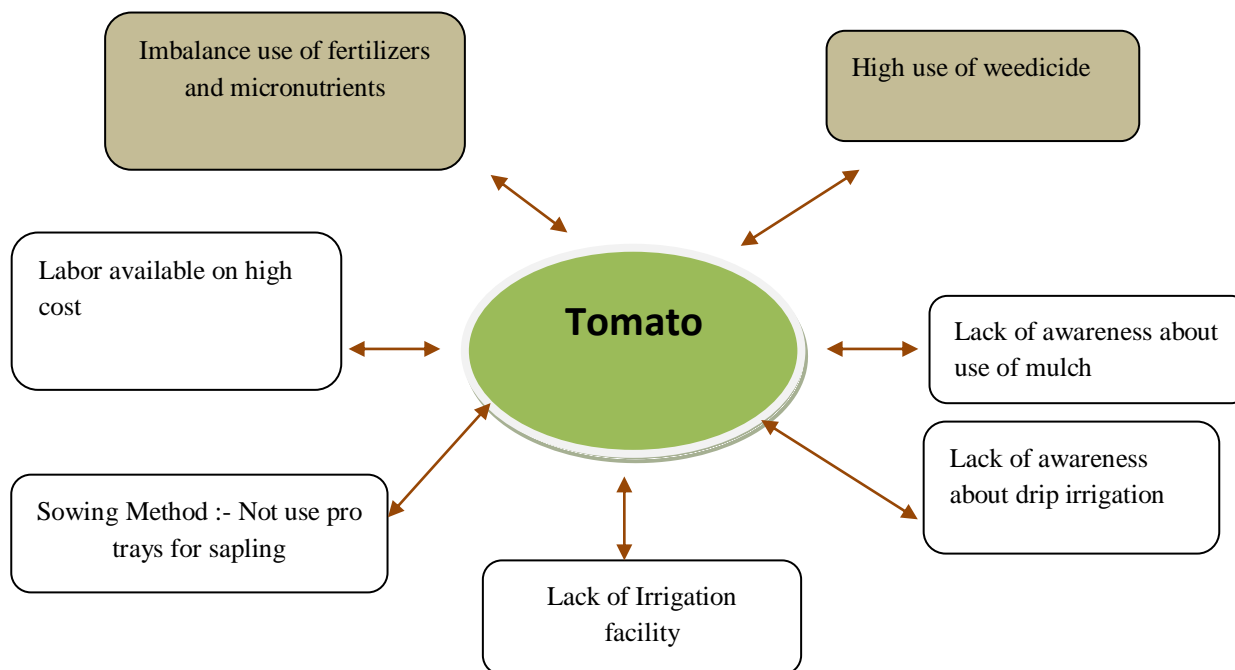 Imbalance use of fertilizers
and micronutrients
High use of weedicide
Labor available on high
cost
Tomato
Lack of awareness about
use of mulch
Lack of awareness
about drip irrigation
Sowing Method :- Not use pro
trays for sapling
Lack of Irrigation
facility